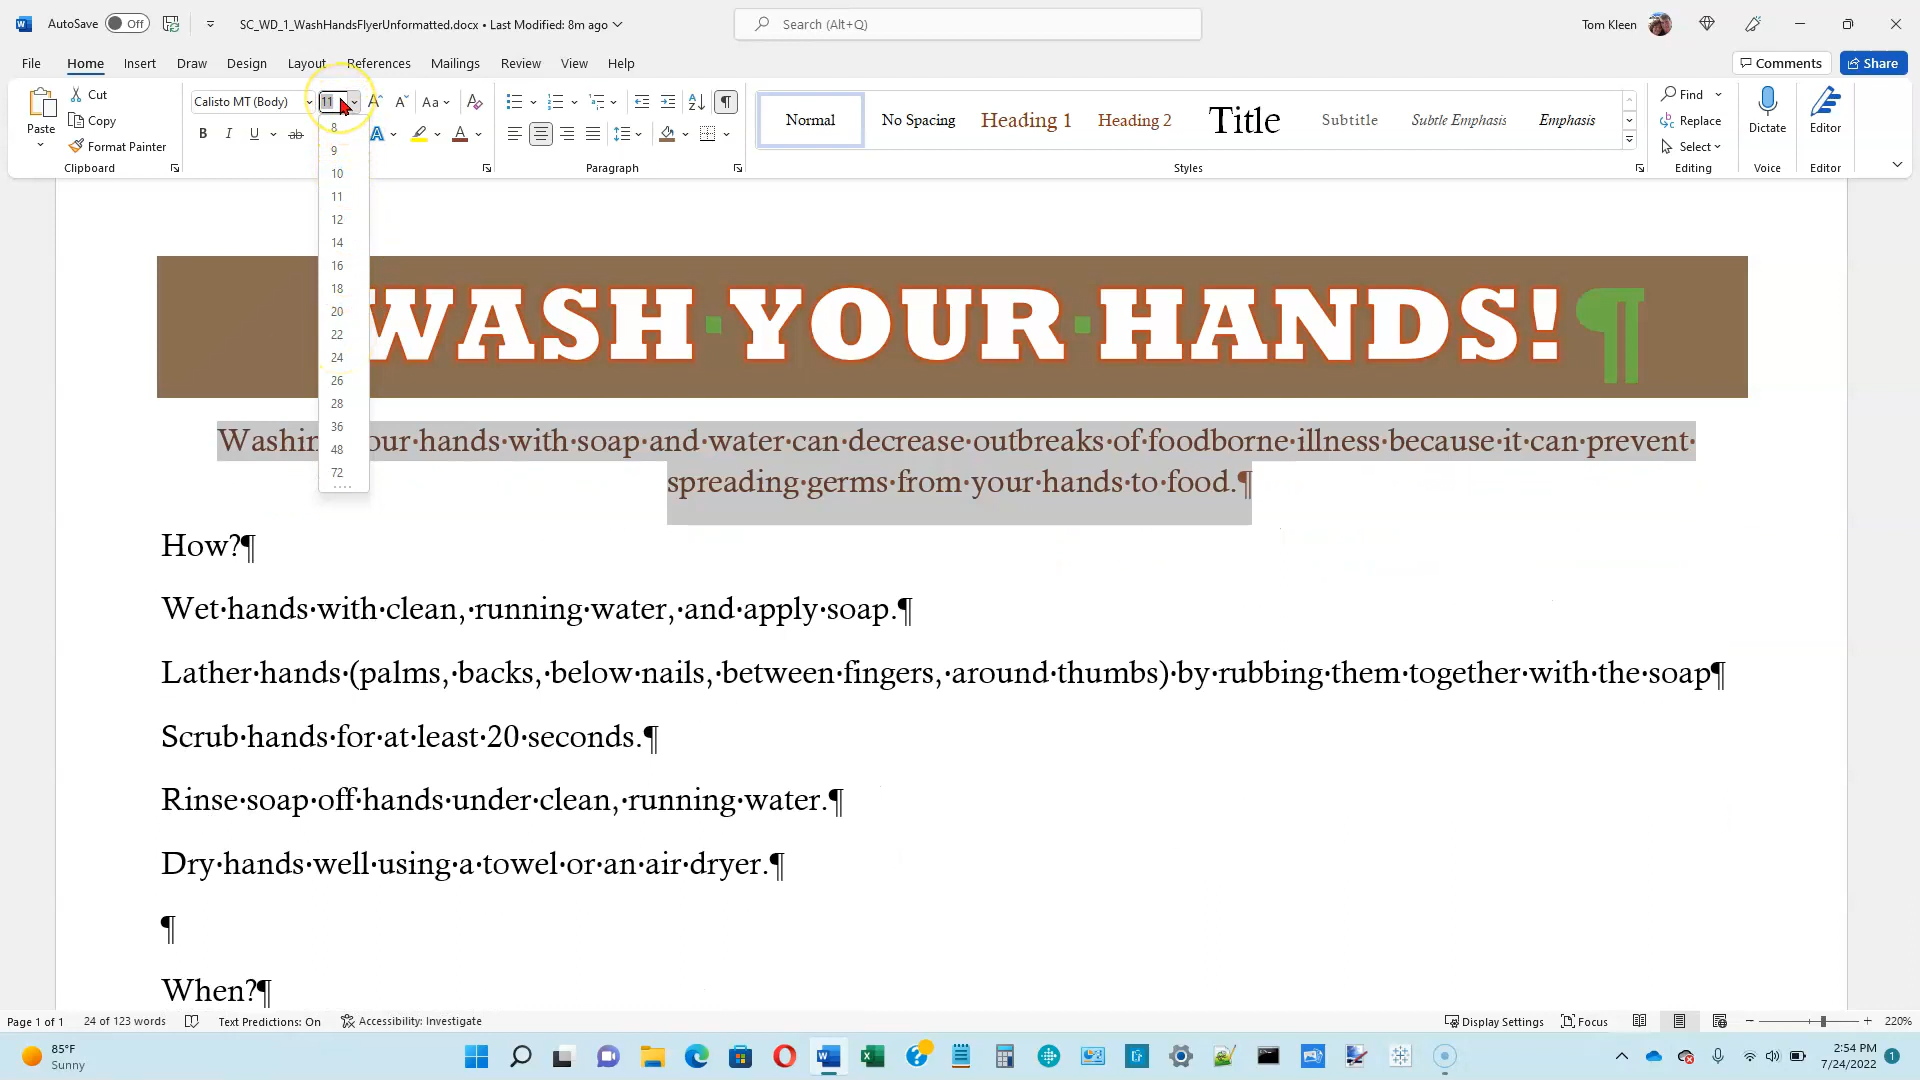 AutoSave Off SC_WD_1_WashHandsFlyerUnformatted.docx • Last Modified: 8m ago Search (Alt+Q) Tom Kleen
File Home Insert Draw Design Layout References Mailings Review View Help Comments Share
Paste Cut Copy Format Painter Clipboard
Calisto MT (Body) 11 A A Aa A
B I U ab A A
8
9
10
11
12
14
16
18
20
22
24
26
28
36
48
72
Paragraph
Normal No Spacing Heading 1 Heading 2 Title Subtitle Subtle Emphasis Emphasis
Styles
Find Replace Select Editing
Dictate Voice
Editor Editor
WASH·YOUR·HANDS!¶
Washin our·hands·with·soap·and·water·can·decrease·outbreaks·of·foodborne·illness·because·it·can·prevent·
spreading·germs·from·your·hands·to·food.¶
How?¶
Wet·hands·with·clean,·running·water,·and·apply·soap.¶
Lather·hands·(palms,·backs,·below·nails,·between·fingers,·around·thumbs)·by·rubbing·them·together·with·the·soap¶
Scrub·hands·for·at·least·20·seconds.¶
Rinse·soap·off·hands·under·clean,·running·water.¶
Dry·hands·well·using·a·towel·or·an·air·dryer.¶
¶
When?¶
Page 1 of 1 24 of 123 words Text Predictions: On Accessibility: Investigate Display Settings Focus 220%
85°F
Sunny
2:54 PM
7/24/2022
1